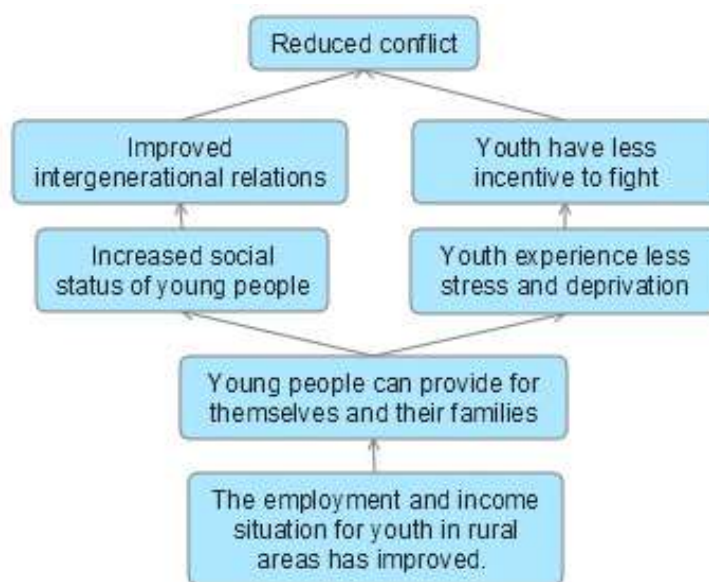 Reduced conflict
Improved
intergenerational relations
Youth have less
incentive to fight
Increased social
status of young people
Youth experience less
stress and deprivation
Young people can provide for
themselves and their families
The employment and income
situation for youth in rural
areas has improved.